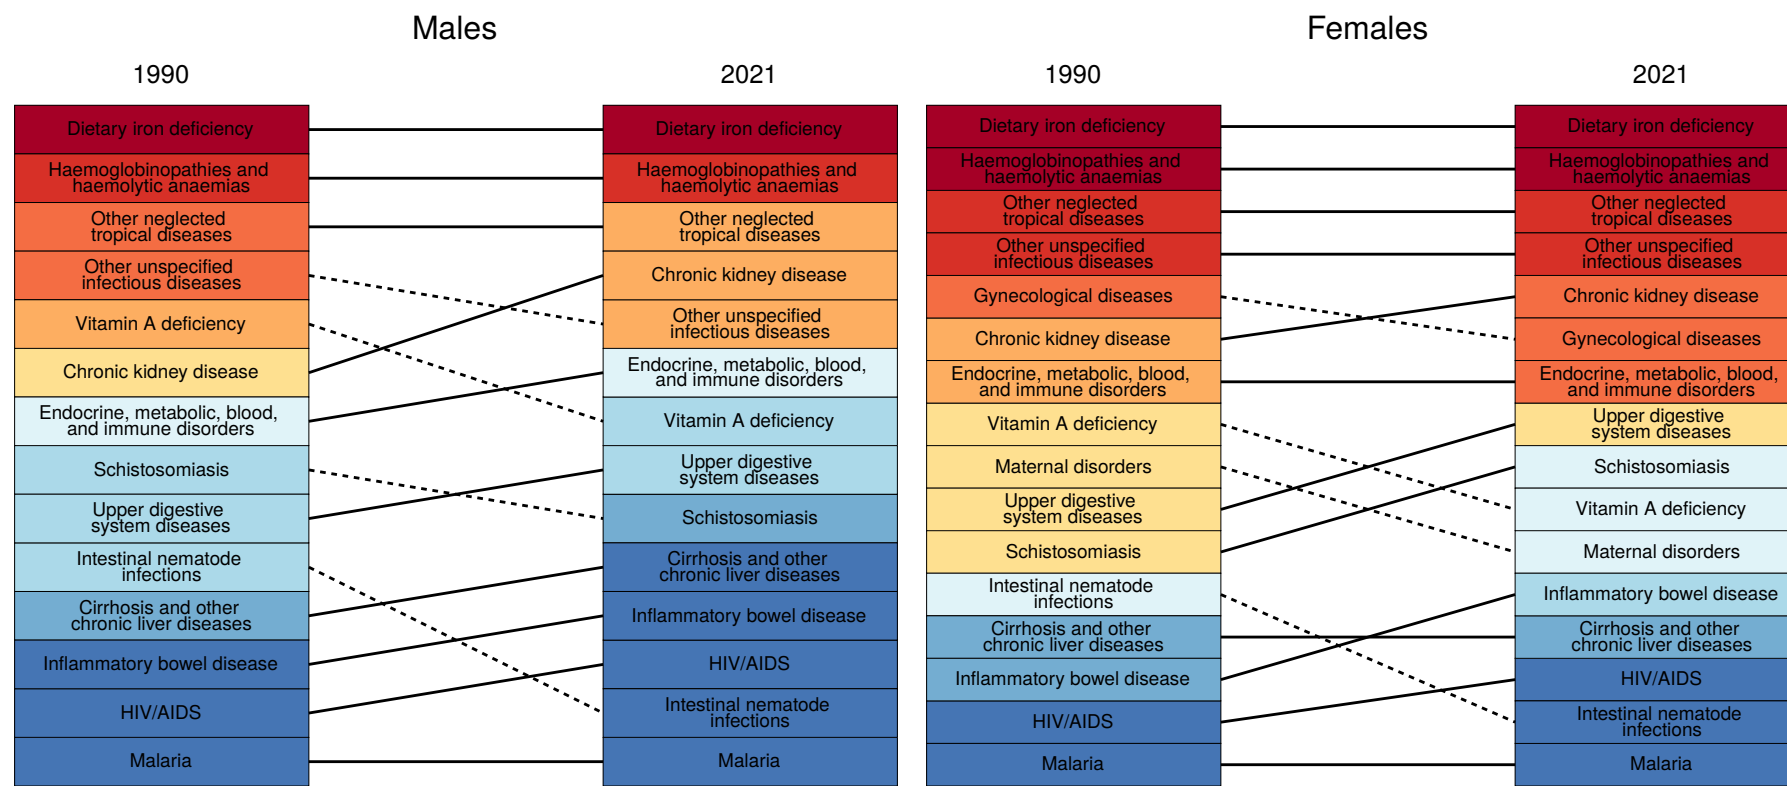 Males
1990
2021
Dietary iron deficiency
Haemoglobinopathies and
haemolytic anaemias
Other neglected
tropical diseases
Other unspecified
infectious diseases
Vitamin A deficiency
Chronic kidney disease
Endocrine, metabolic, blood,
and immune disorders
Schistosomiasis
Upper digestive
system diseases
Intestinal nematode
infections
Cirrhosis and other
chronic liver diseases
Inflammatory bowel disease
HIV/AIDS
Malaria
Dietary iron deficiency
Haemoglobinopathies and
haemolytic anaemias
Other neglected
tropical diseases
Chronic kidney disease
Other unspecified
infectious diseases
Endocrine, metabolic, blood,
and immune disorders
Vitamin A deficiency
Upper digestive
system diseases
Schistosomiasis
Cirrhosis and other
chronic liver diseases
Inflammatory bowel disease
HIV/AIDS
Intestinal nematode
infections
Malaria
Females
1990
2021
Dietary iron deficiency
Haemoglobinopathies and
haemolytic anaemias
Other neglected
tropical diseases
Other unspecified
infectious diseases
Gynecological diseases
Chronic kidney disease
Endocrine, metabolic, blood,
and immune disorders
Vitamin A deficiency
Maternal disorders
Upper digestive
system diseases
Schistosomiasis
Intestinal nematode
infections
Cirrhosis and other
chronic liver diseases
Inflammatory bowel disease
HIV/AIDS
Malaria
Dietary iron deficiency
Haemoglobinopathies and
haemolytic anaemias
Other neglected
tropical diseases
Other unspecified
infectious diseases
Chronic kidney disease
Gynecological diseases
Endocrine, metabolic, blood,
and immune disorders
Upper digestive
system diseases
Schistosomiasis
Vitamin A deficiency
Maternal disorders
Inflammatory bowel disease
Cirrhosis and other
chronic liver diseases
HIV/AIDS
Intestinal nematode
infections
Malaria